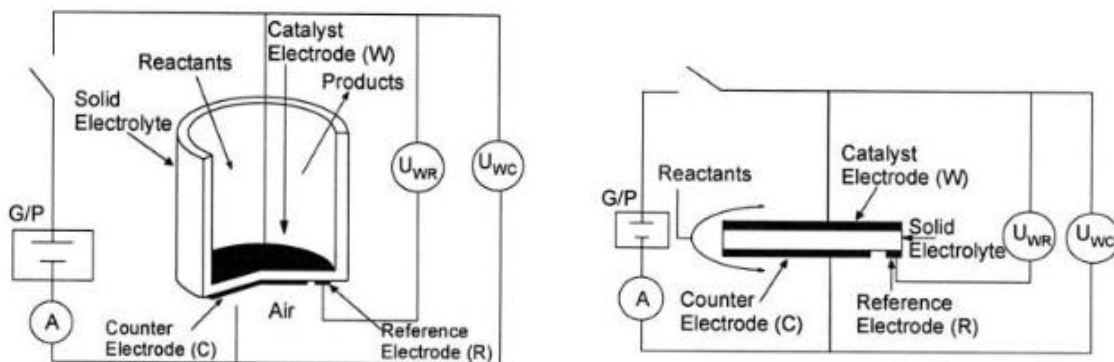 Catalyst
Electrode (W)
Reactants
Products
Solid
Electrolyte
U_WR
U_WC
G/P
A
Air
Counter
Electrode (C)
Reference
Electrode (R)
Catalyst
Electrode (W)
Reactants
G/P
Solid
Electrolyte
U_WR
U_WC
A
Counter
Electrode (C)
Reference
Electrode (R)